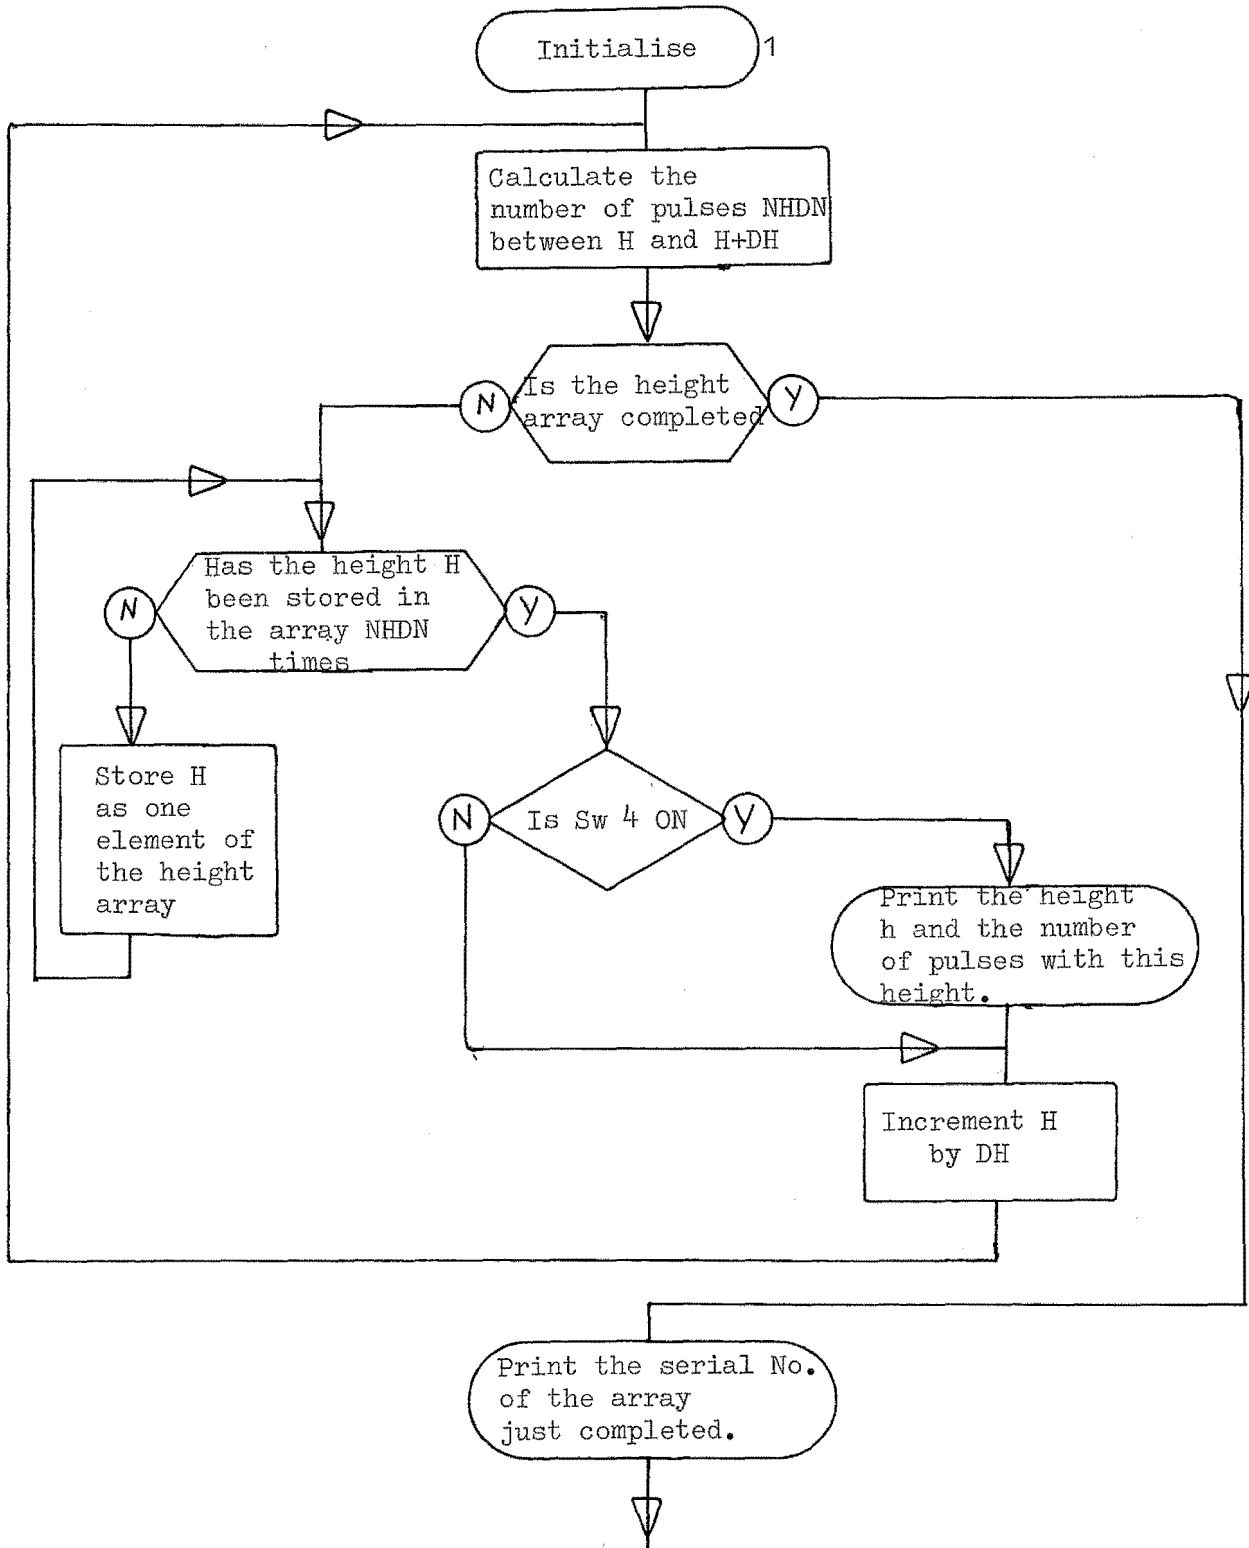 Initialise
1
Calculate the
number of pulses NHDN
between H and H+DH
Is the height
array completed
N
Y
Has the height H
been stored in
the array NHDN
times
N
Y
Store H
as one
element of
the height
array
Is Sw 4 ON
N
Y
Print the height
h and the number
of pulses with this
height.
Increment H
by DH
Print the serial No.
of the array
just completed.